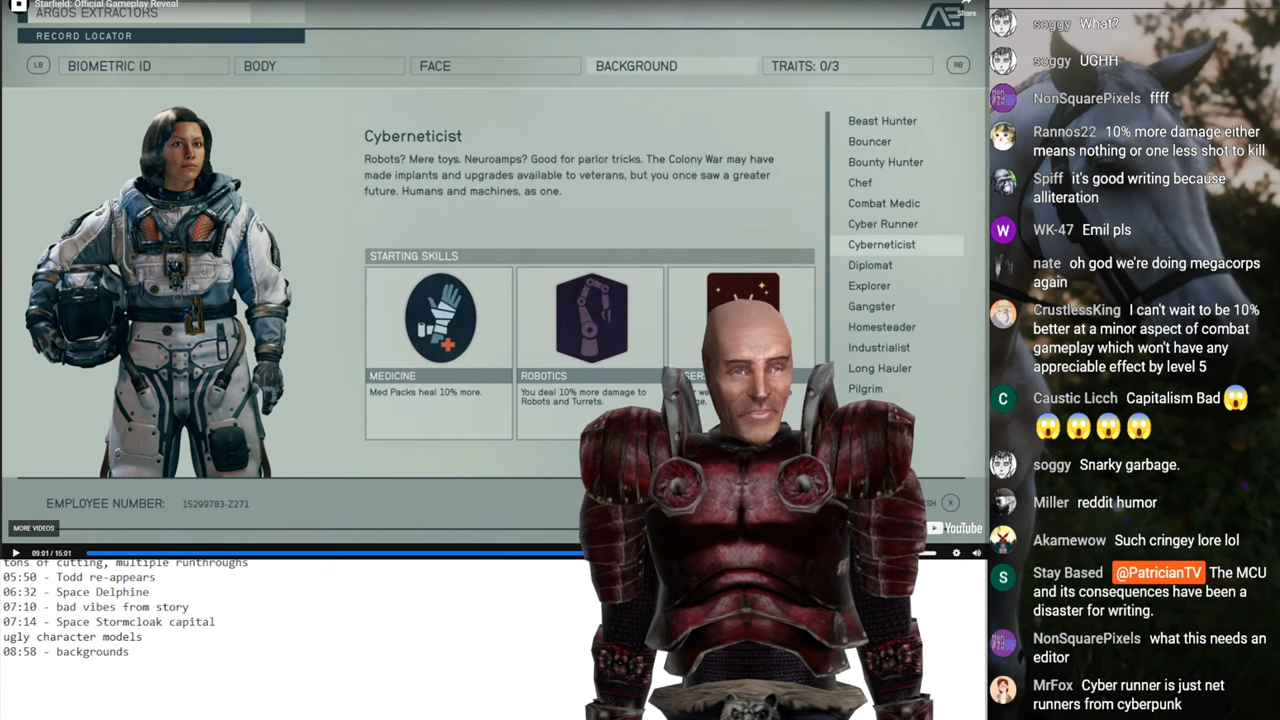 Starfield: Official Gameplay Reveal
ARGOS EXTRACTORS
Share
RECORD LOCATOR
LB
BIOMETRIC ID
BODY
FACE
BACKGROUND
TRAITS: 0/3
RB
Cyberneticist
Robots? Mere toys. Neuroamps? Good for parlor tricks. The Colony War may have
made implants and upgrades available to veterans, but you once saw a greater
future. Humans and machines, as one.
STARTING SKILLS
MEDICINE
Med Packs heal 10% more.
ROBOTICS
You deal 10% more damage to
Robots and Turrets.
Beast Hunter
Bouncer
Bounty Hunter
Chef
Combat Medic
Cyber Runner
Cyberneticist
Diplomat
Explorer
Gangster
Homesteader
Industrialist
Long Hauler
Pilgrim
EMPLOYEE NUMBER:
15299783-Z271
X
MORE VIDEOS
YouTube
09:01 / 15:01
tons of cutting, multiple runthroughs
05:50 - Todd re-appears
06:32 - Space Delphine
07:10 - bad vibes from story
07:14 - Space Stormcloak capital
ugly character models
08:58 - backgrounds
soggy What?
soggy UGHH
NonSquarePixels ffff
Rannos22 10% more damage either
means nothing or one less shot to kill
Spiff it's good writing because
alliteration
W
WK-47 Emil pls
nate oh god we're doing megacorps
again
CrustlessKing I can't wait to be 10%
better at a minor aspect of combat
gameplay which won't have any
appreciable effect by level 5
C
Caustic Licch Capitalism Bad 😱
😱 😱 😱 😱
soggy Snarky garbage.
Miller reddit humor
Akamewow Such cringey lore lol
S
Stay Based @PatricianTV The MCU
and its consequences have been a
disaster for writing.
NonSquarePixels what this needs an
editor
MrFox Cyber runner is just net
runners from cyberpunk